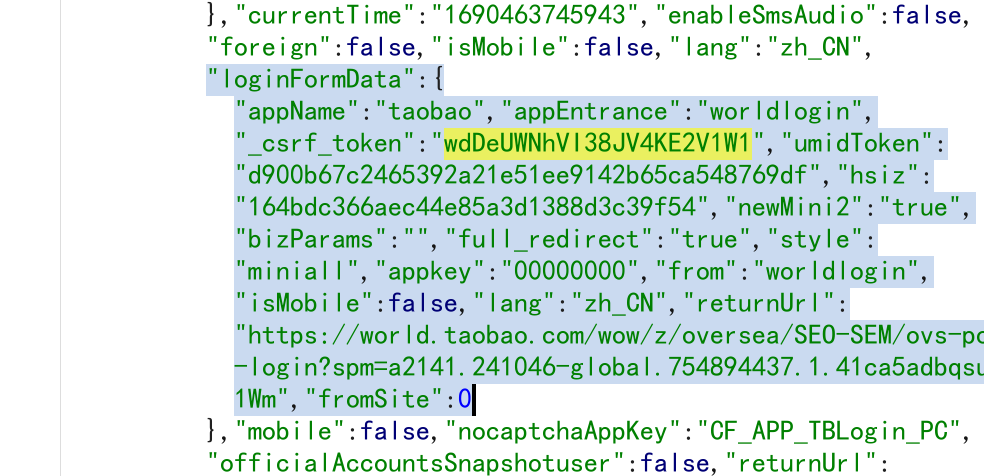 },"currentTime":"1690463745943","enableSmsAudio":false,
"foreign":false,"isMobile":false,"lang":"zh_CN",
"loginFormData":{
"appName":"taobao","appEntrance":"worldlogin",
"_csrf_token":"wdDeUWNhVl38JV4KE2V1W1","umidToken":
"d900b67c2465392a21e51ee9142b65ca548769df","hsiz":
"164bdc366aec44e85a3d1388d3c39f54","newMini2":"true",
"bizParams":"","full_redirect":"true","style":
"miniall","appkey":"00000000","from":"worldlogin",
"isMobile":false,"lang":"zh_CN","returnUrl":
"https://world.taobao.com/wow/z/oversea/SEO-SEM/ovs-pc
-login?spm=a2141.241046-global.754894437.1.41ca5adbqsu
1Wm","fromSite":0
},"mobile":false,"nocaptchaAppKey":"CF_APP_TBLogin_PC",
"officialAccountsSnapshotuser":false,"returnUrl":